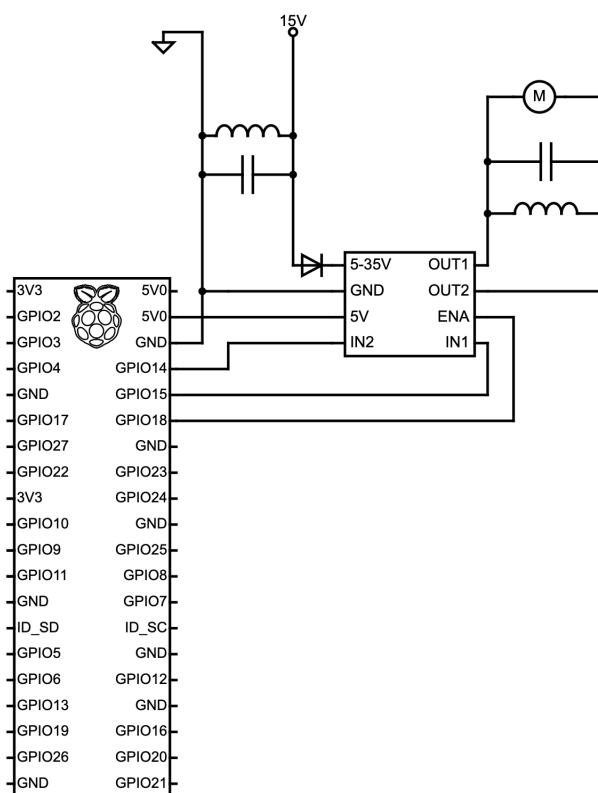 15V
M
5-35V OUT1
GND OUT2
5V ENA
IN2 IN1
3V3 5V0
GPIO2 5V0
GPIO3 GND
GPIO4 GPIO14
GND GPIO15
GPIO17 GPIO18
GPIO27 GND
GPIO22 GPIO23
3V3 GPIO24
GPIO10 GND
GPIO9 GPIO25
GPIO11 GPIO8
GND GPIO7
ID_SD ID_SC
GPIO5 GND
GPIO6 GPIO12
GPIO13 GND
GPIO19 GPIO16
GPIO26 GPIO20
GND GPIO21